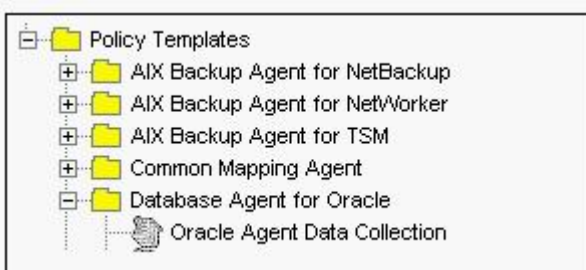 Policy Templates
AIX Backup Agent for NetBackup
AIX Backup Agent for NetWorker
AIX Backup Agent for TSM
Common Mapping Agent
Database Agent for Oracle
Oracle Agent Data Collection